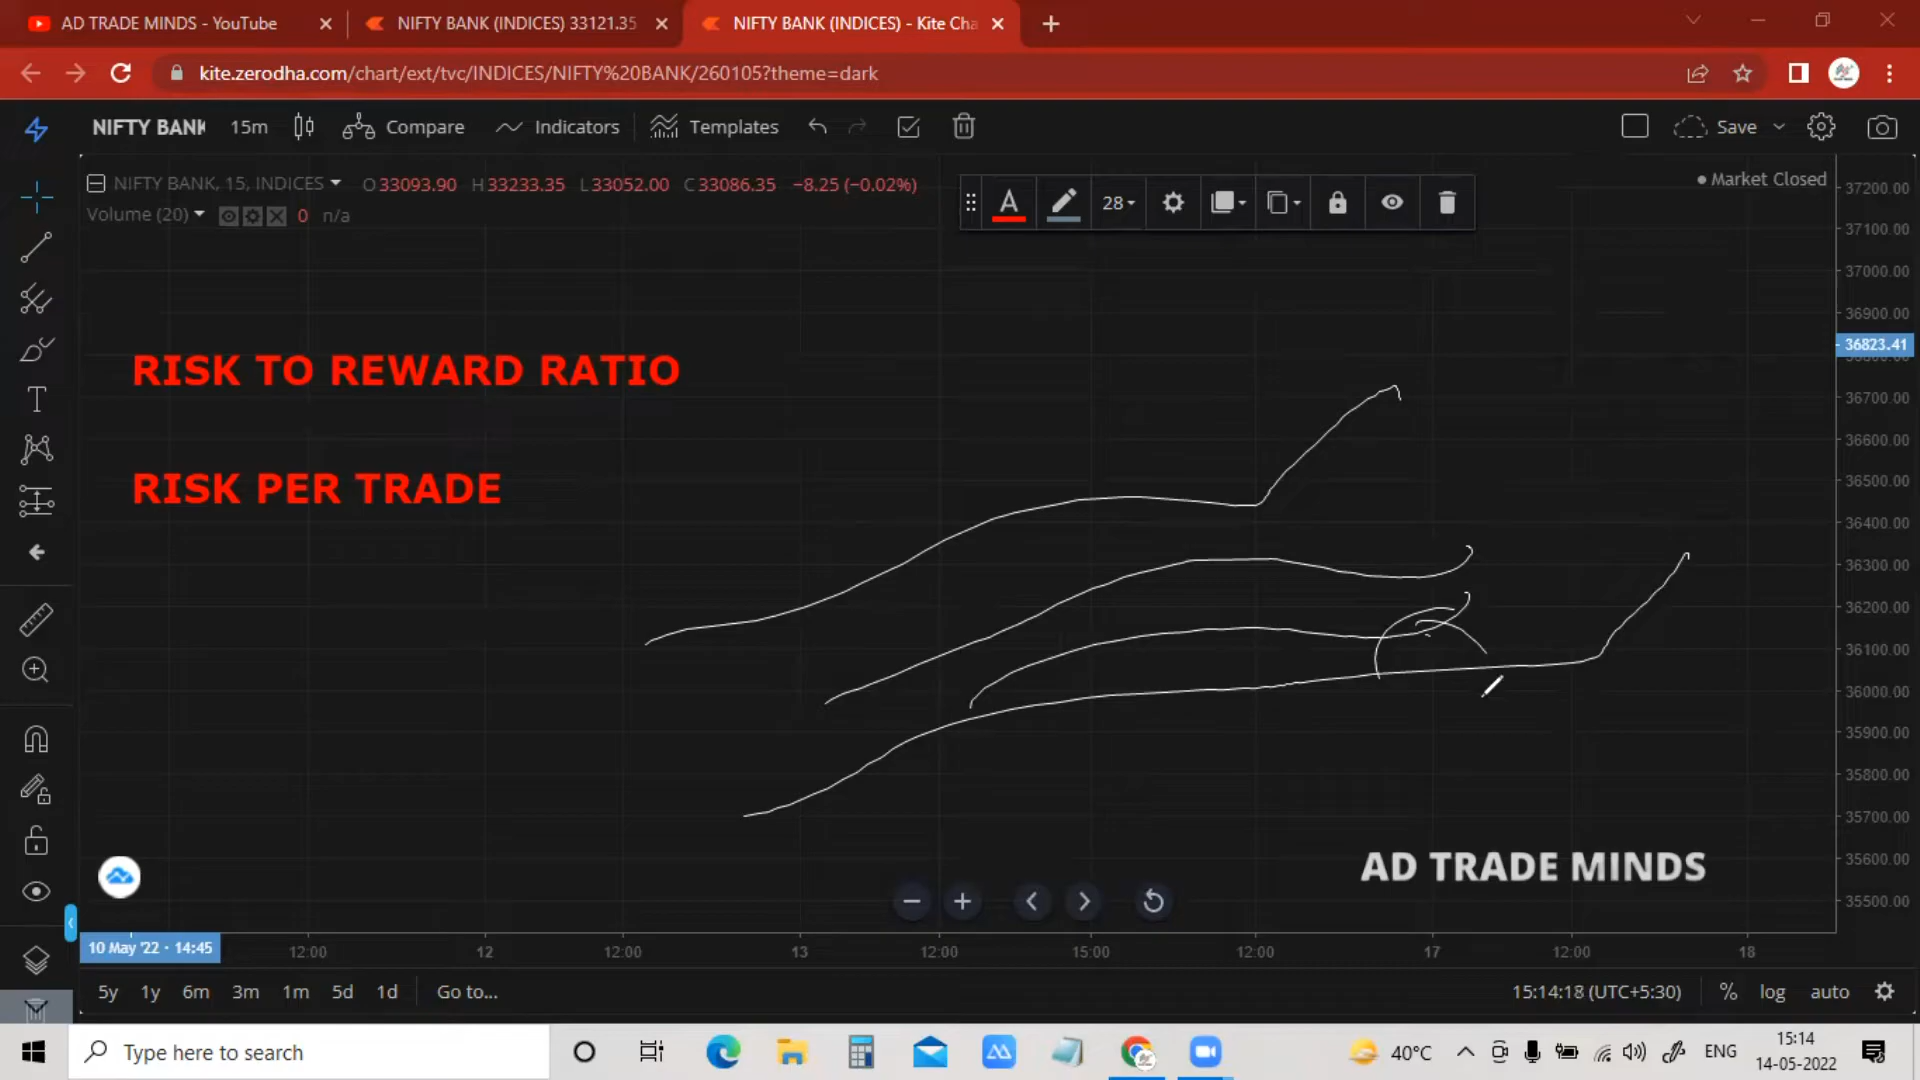 AD TRADE MINDS - YouTube
NIFTY BANK (INDICES) 33121.35
NIFTY BANK (INDICES) - Kite Cha
kite.zerodha.com/chart/ext/tvc/INDICES/NIFTY%20BANK/260105?theme=dark
NIFTY BANK 15m Compare Indicators Templates Save
NIFTY BANK, 15, INDICES O33093.90 H33233.35 L33052.00 C33086.35 −8.25 (−0.02%)
Volume (20) 0 n/a
A 28
Market Closed
37200.00
37100.00
37000.00
36900.00
36823.41
36800.00
36700.00
36600.00
36500.00
36400.00
36300.00
36200.00
36100.00
36000.00
35900.00
35800.00
35700.00
35600.00
35500.00
RISK TO REWARD RATIO
RISK PER TRADE
AD TRADE MINDS
10 May '22 · 14:45 12:00 12 12:00 13 12:00 15:00 12:00 17 12:00 18
5y 1y 6m 3m 1m 5d 1d Go to... 15:14:18 (UTC+5:30) % log auto
Type here to search
40°C ENG
15:14
14-05-2022